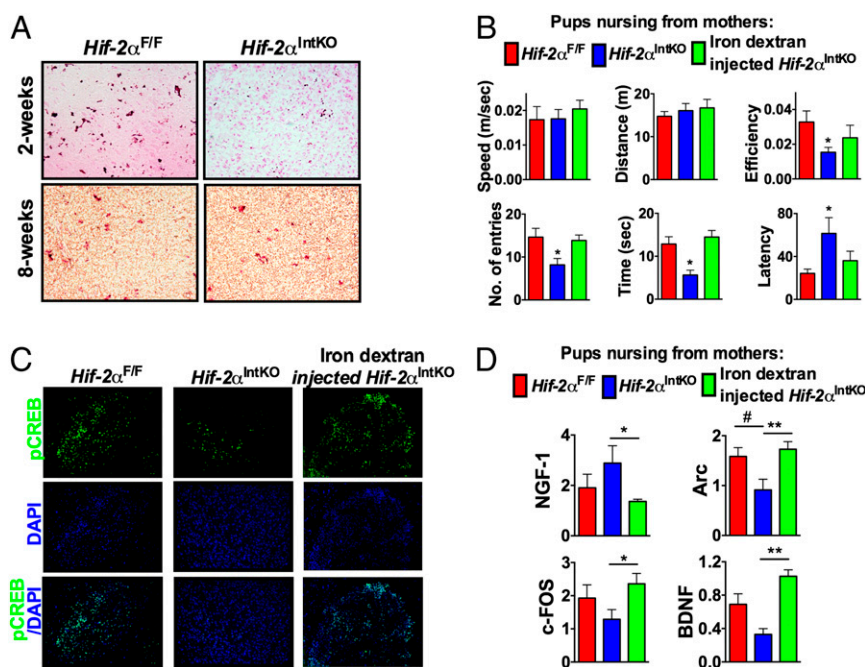 A
Hif-2αF/F
Hif-2αIntKO
2-weeks
8-weeks
B
Pups nursing from mothers:
Hif-2αF/F
Hif-2αIntKO
Iron dextran
injected Hif-2αIntKO
Speed (m/sec)
0.02
0.01
0.00
Distance (m)
20
10
0
Efficiency
0.04
0.02
0.00
*
No. of entries
20
10
0
*
Time (sec)
20
10
0
*
Latency
80
40
0
*
C
Hif-2αF/F
Hif-2αIntKO
Iron dextran
injected Hif-2αIntKO
pCREB
DAPI
pCREB
/DAPI
D
Pups nursing from mothers:
Hif-2αF/F
Hif-2αIntKO
Iron dextran
injected Hif-2αIntKO
NGF-1
4
2
0
*
Arc
2
1
0
#
**
c-FOS
3
2
1
0
*
BDNF
1.2
0.6
0.0
**